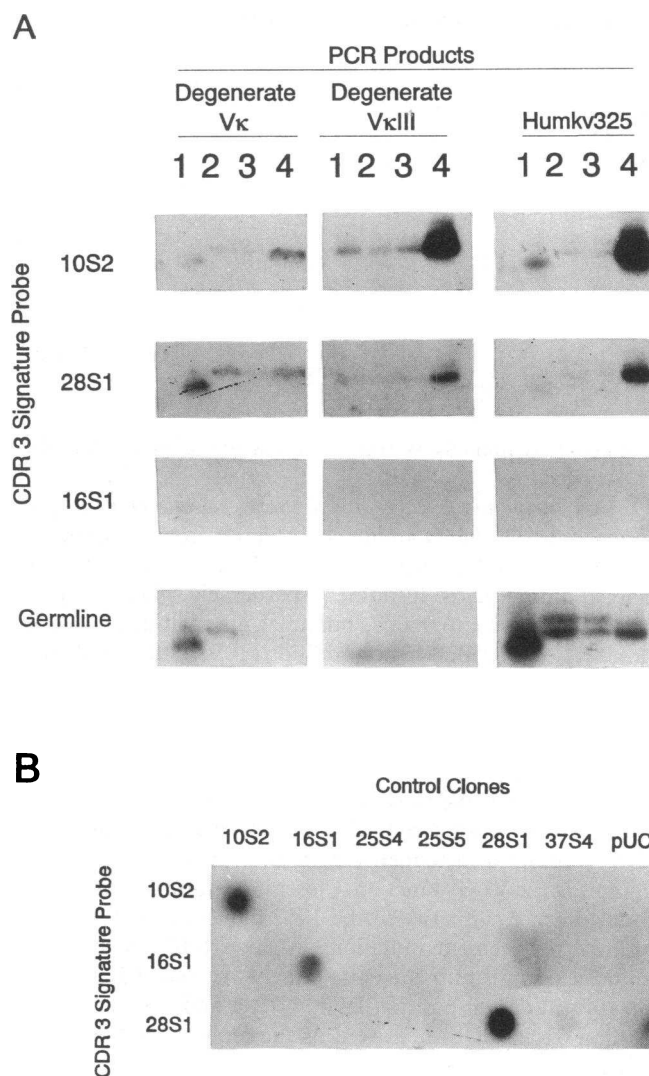 A
PCR Products
Degenerate Vκ
Degenerate VκIII
Humkv325
1 2 3 4
1 2 3 4
1 2 3 4
CDR 3 Signature Probe
10S2
28S1
16S1
Germline
B
Control Clones
10S2 16S1 25S4 25S5 28S1 37S4 pUC
CDR 3 Signature Probe
10S2
16S1
28S1